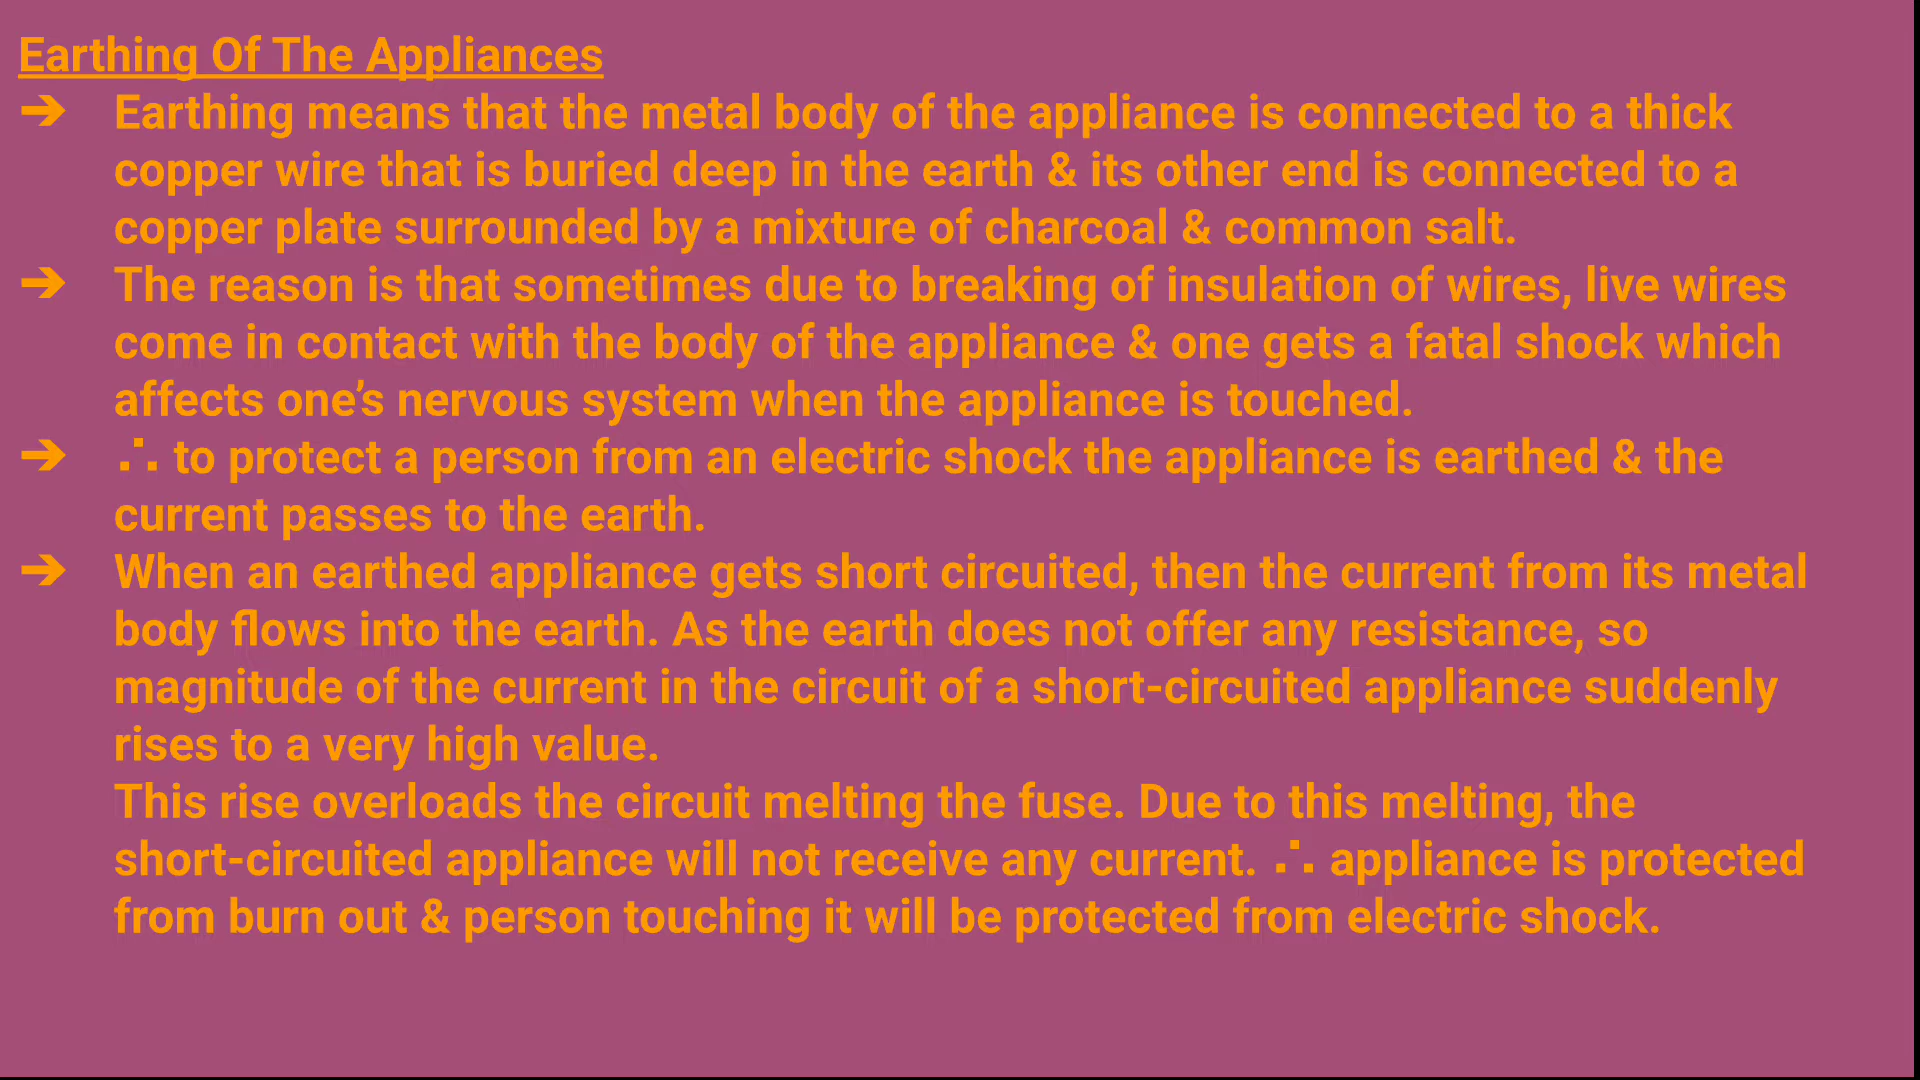 Earthing Of The Appliances
➔ Earthing means that the metal body of the appliance is connected to a thick
copper wire that is buried deep in the earth & its other end is connected to a
copper plate surrounded by a mixture of charcoal & common salt.
➔ The reason is that sometimes due to breaking of insulation of wires, live wires
come in contact with the body of the appliance & one gets a fatal shock which
affects one’s nervous system when the appliance is touched.
➔ ∴ to protect a person from an electric shock the appliance is earthed & the
current passes to the earth.
➔ When an earthed appliance gets short circuited, then the current from its metal
body flows into the earth. As the earth does not offer any resistance, so
magnitude of the current in the circuit of a short-circuited appliance suddenly
rises to a very high value.
This rise overloads the circuit melting the fuse. Due to this melting, the
short-circuited appliance will not receive any current. ∴ appliance is protected
from burn out & person touching it will be protected from electric shock.